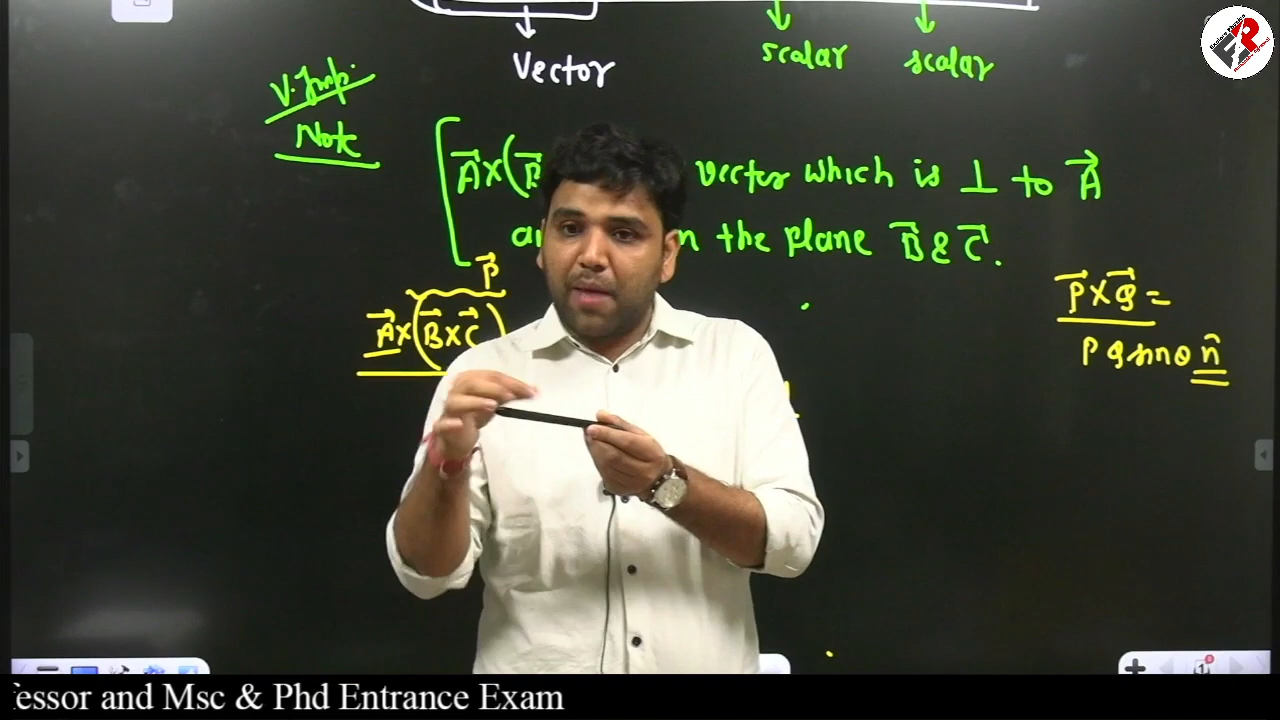 vector
scalar
scalar
V. Imp.
Note
A⃗×(B⃗ vector which is ⊥ to A⃗
n the plane B⃗ & C⃗.
P⃗
A⃗×(B⃗×C⃗)
P⃗×Q⃗ =
PQ sinθ n̂
essor and Msc & Phd Entrance Exam